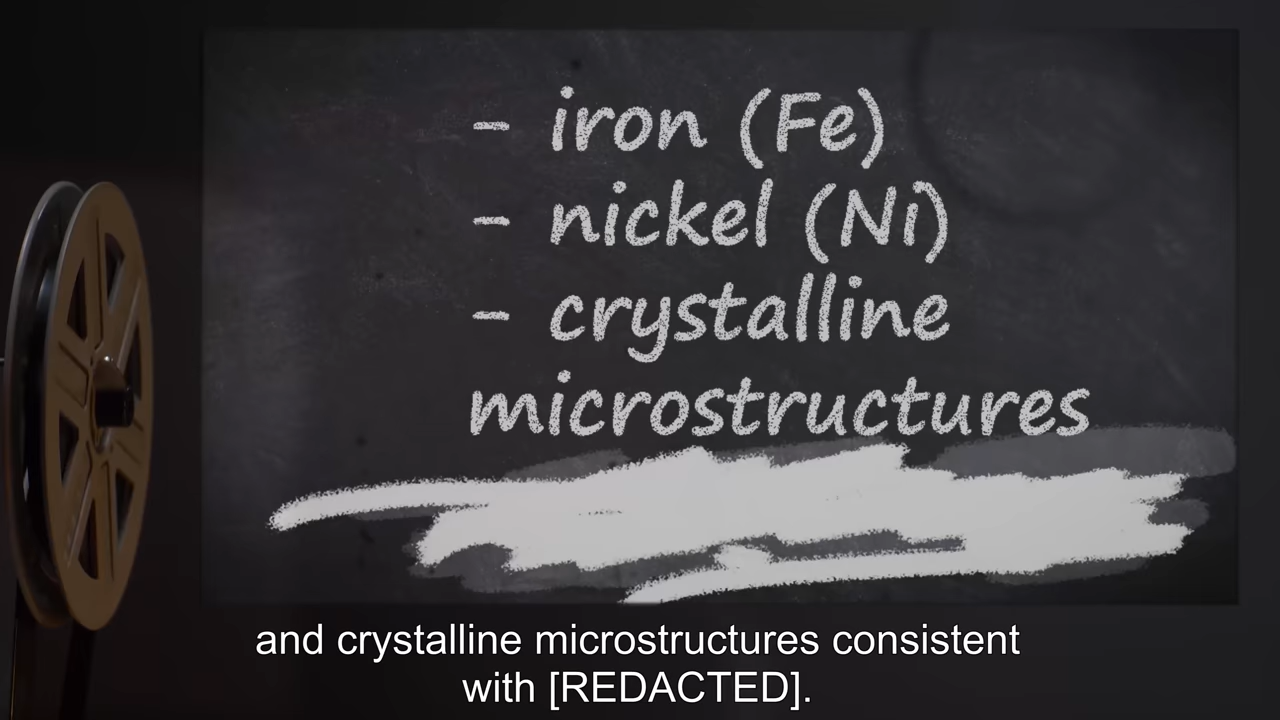 - iron (Fe)
- nickel (Ni)
- crystalline
microstructures
and crystalline microstructures consistent
with [REDACTED].